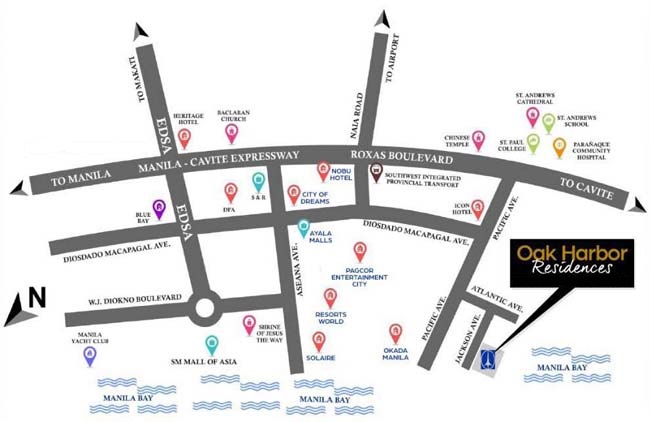 TO MAKATI
TO AIRPORT
EDSA
NAIA ROAD
HERITAGE
HOTEL
BACLARAN
CHURCH
ST. ANDREWS
CATHEDRAL
ST. ANDREWS
SCHOOL
CHINESE
TEMPLE
ST. PAUL
COLLEGE
PARAÑAQUE
COMMUNITY
HOSPITAL
TO MANILA
MANILA - CAVITE EXPRESSWAY
ROXAS BOULEVARD
TO CAVITE
NOBU
HOTEL
SOUTHWEST INTEGRATED
PROVINCIAL TRANSPORT
BLUE
BAY
EDSA
DFA
S & R
CITY OF
DREAMS
ICON
HOTEL
PACIFIC AVE.
DIOSDADO MACAPAGAL AVE.
AYALA
MALLS
DIOSDADO MACAPAGAL AVE.
Oak Harbor
Residences
ASEANA AVE.
PAGCOR
ENTERTAINMENT
CITY
N
W.J. DIOKNO BOULEVARD
ATLANTIC AVE.
PACIFIC AVE.
JACKSON AVE.
RESORTS
WORLD
MANILA
YACHT CLUB
SHRINE
OF JESUS
THE WAY
SM MALL OF ASIA
SOLAIRE
OKADA
MANILA
MANILA BAY
MANILA BAY
MANILA BAY